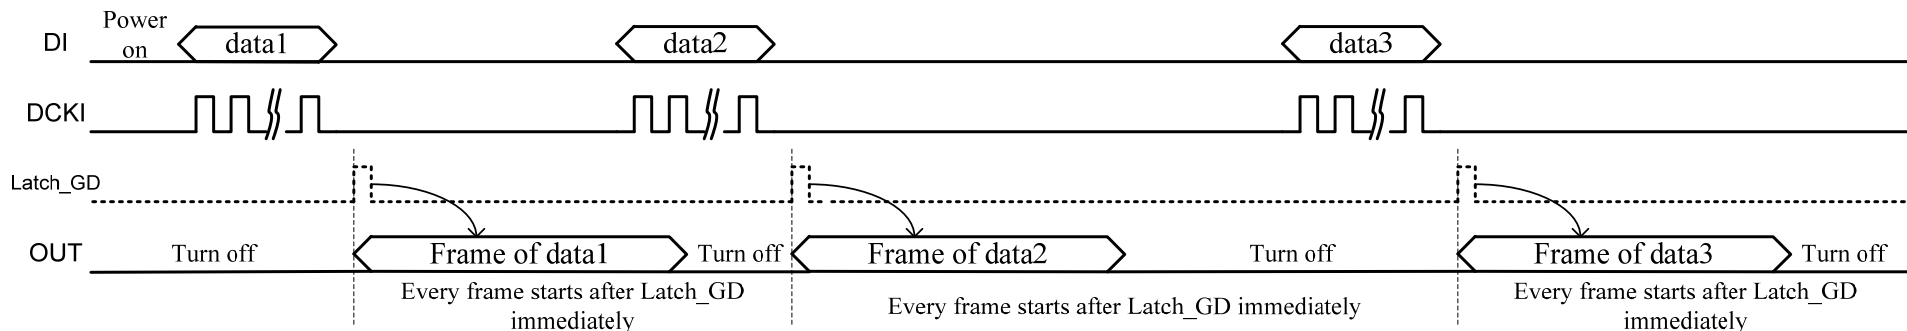 Power
on
DI
data1
data2
data3
DCKI
Latch_GD
OUT
Turn off
Frame of data1
Turn off
Frame of data2
Turn off
Frame of data3
Turn off
Every frame starts after Latch_GD
immediately
Every frame starts after Latch_GD immediately
Every frame starts after Latch_GD
immediately